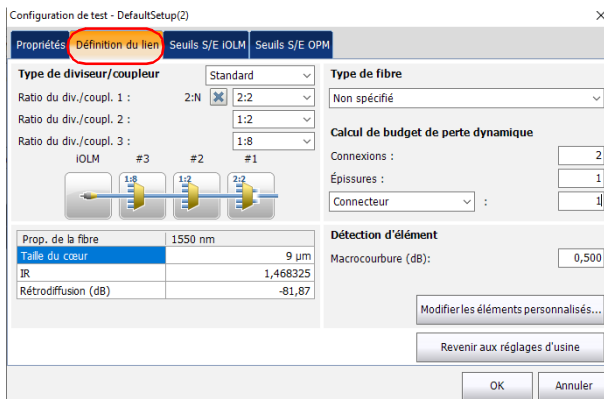 Configuration de test - DefaultSetup(2)
Propriétés Définition du lien Seuils S/E iOLM Seuils S/E OPM
Type de diviseur/coupleur Standard
Ratio du div./coupl. 1 : 2:N 2:2
Ratio du div./coupl. 2 : 1:2
Ratio du div./coupl. 3 : 1:8
iOLM #3 #2 #1
1:8 1:2 2:2
Prop. de la fibre 1550 nm
Taille du cœur 9 µm
IR 1,468325
Rétrodiffusion (dB) -81,87
Type de fibre
Non spécifié
Calcul de budget de perte dynamique
Connexions : 2
Épissures : 1
Connecteur : 1
Détection d'élément
Macrocourbure (dB): 0,500
Modifier les éléments personnalisés...
Revenir aux réglages d'usine
OK Annuler